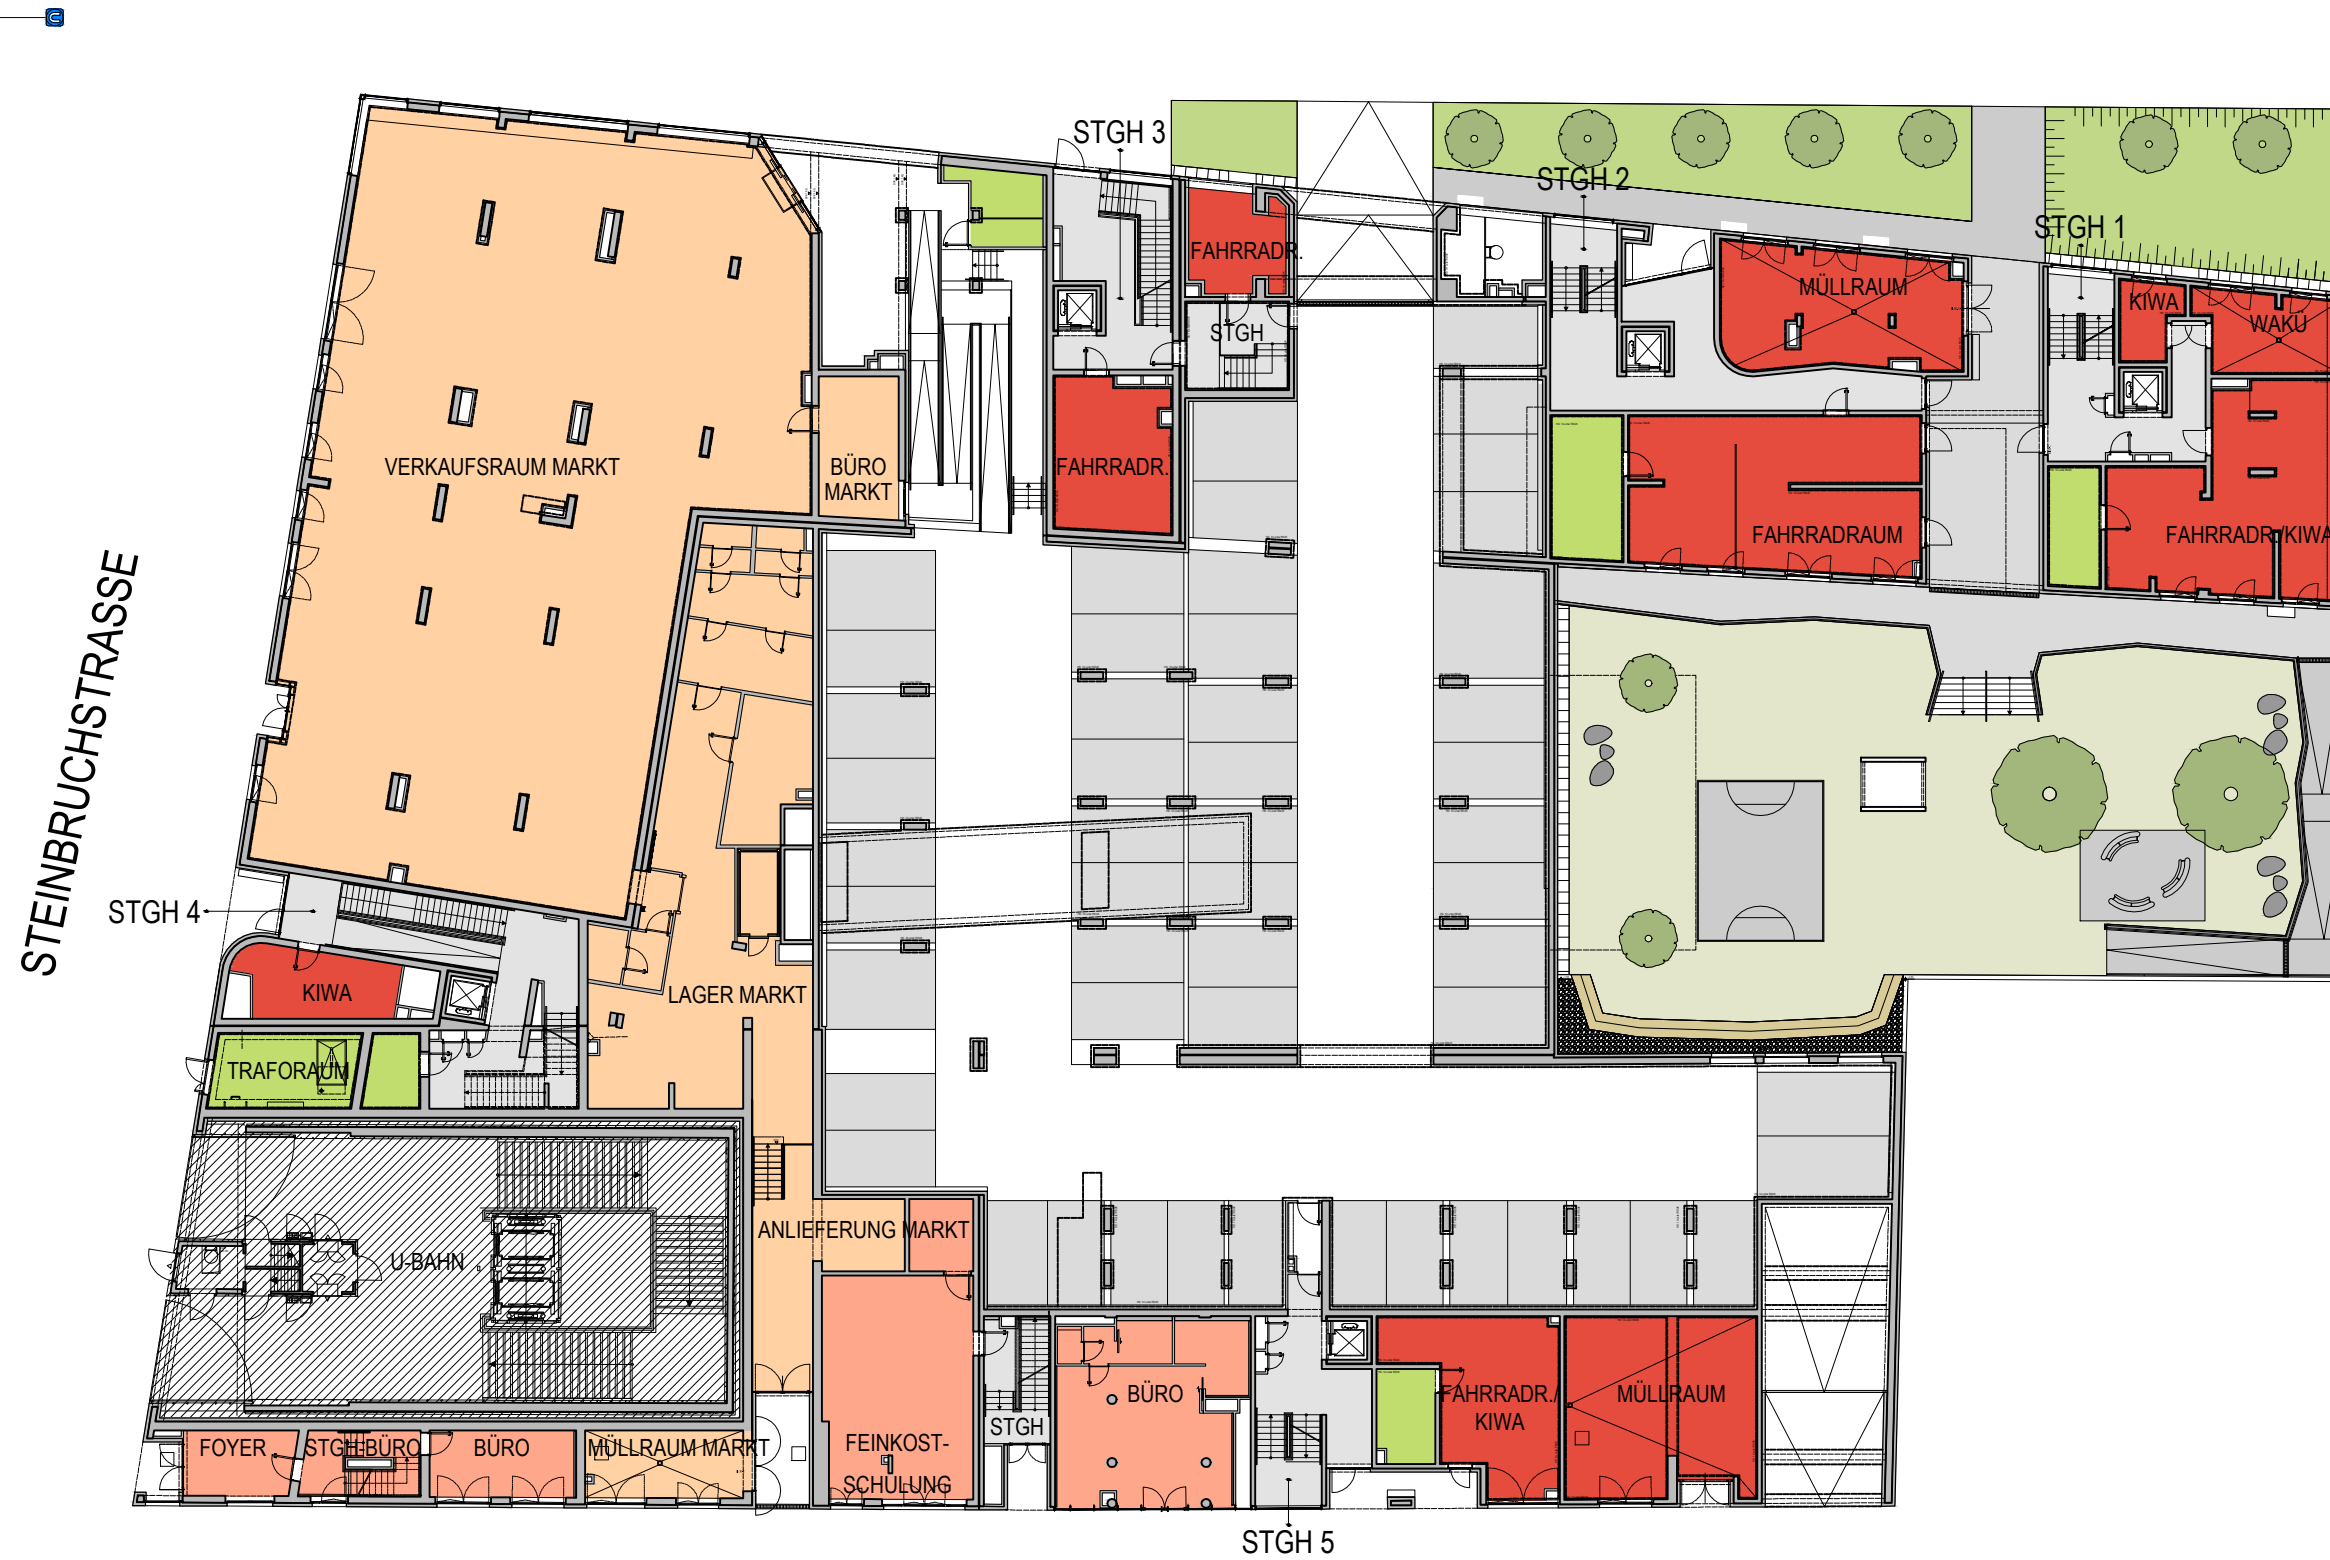 STGH 3
STGH 2
STGH 1
FAHRRADR.
MÜLLRAUM
KIWA
WAKÜ
STGH
VERKAUFSRAUM MARKT
BÜRO
MARKT
FAHRRADR.
FAHRRADRAUM
FAHRRADR./KIWA
STEINBRUCHSTRASSE
STGH 4
KIWA
LAGER MARKT
TRAFORAUM
ANLIEFERUNG MARKT
U-BAHN
BÜRO
FAHRRADR./
KIWA
MÜLLRAUM
STGH
FOYER
STGH-BÜRO
BÜRO
MÜLLRAUM MARKT
FEINKOST-
SCHULUNG
STGH 5